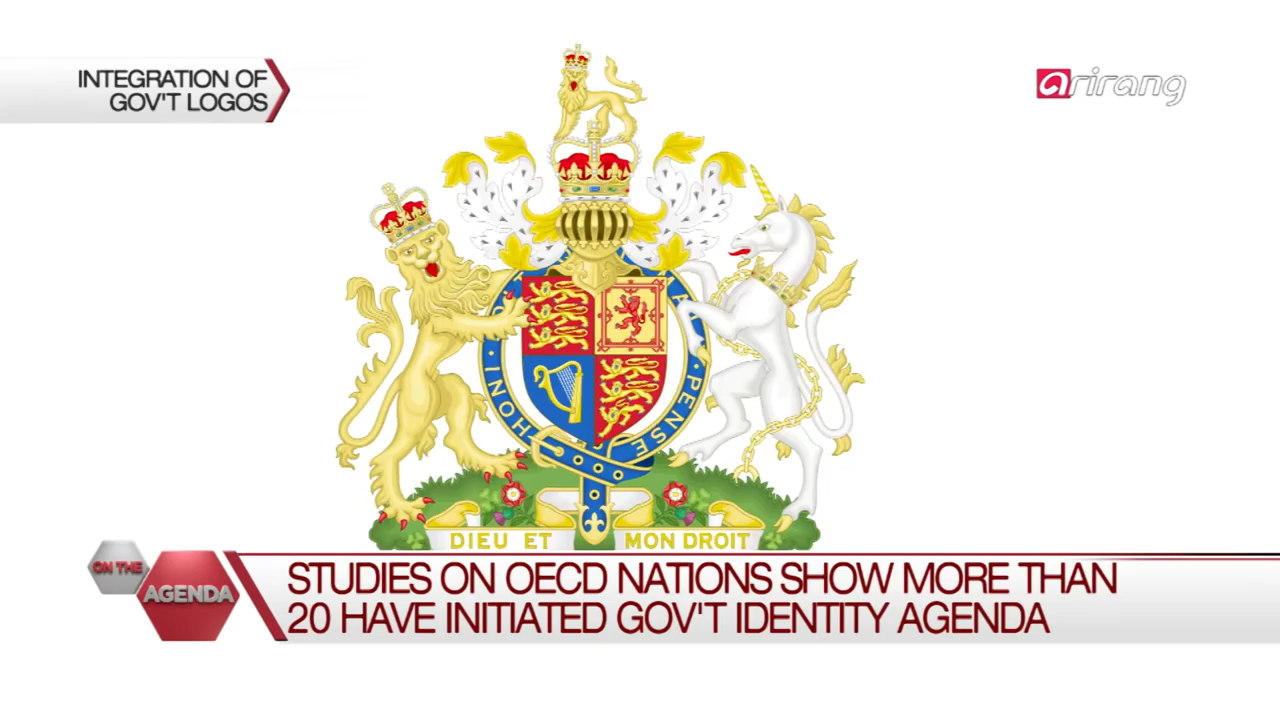 INTEGRATION OF
GOV'T LOGOS
arirang
HONI
PENSE
DIEU ET MON DROIT
ON THE
AGENDA
STUDIES ON OECD NATIONS SHOW MORE THAN
20 HAVE INITIATED GOV'T IDENTITY AGENDA